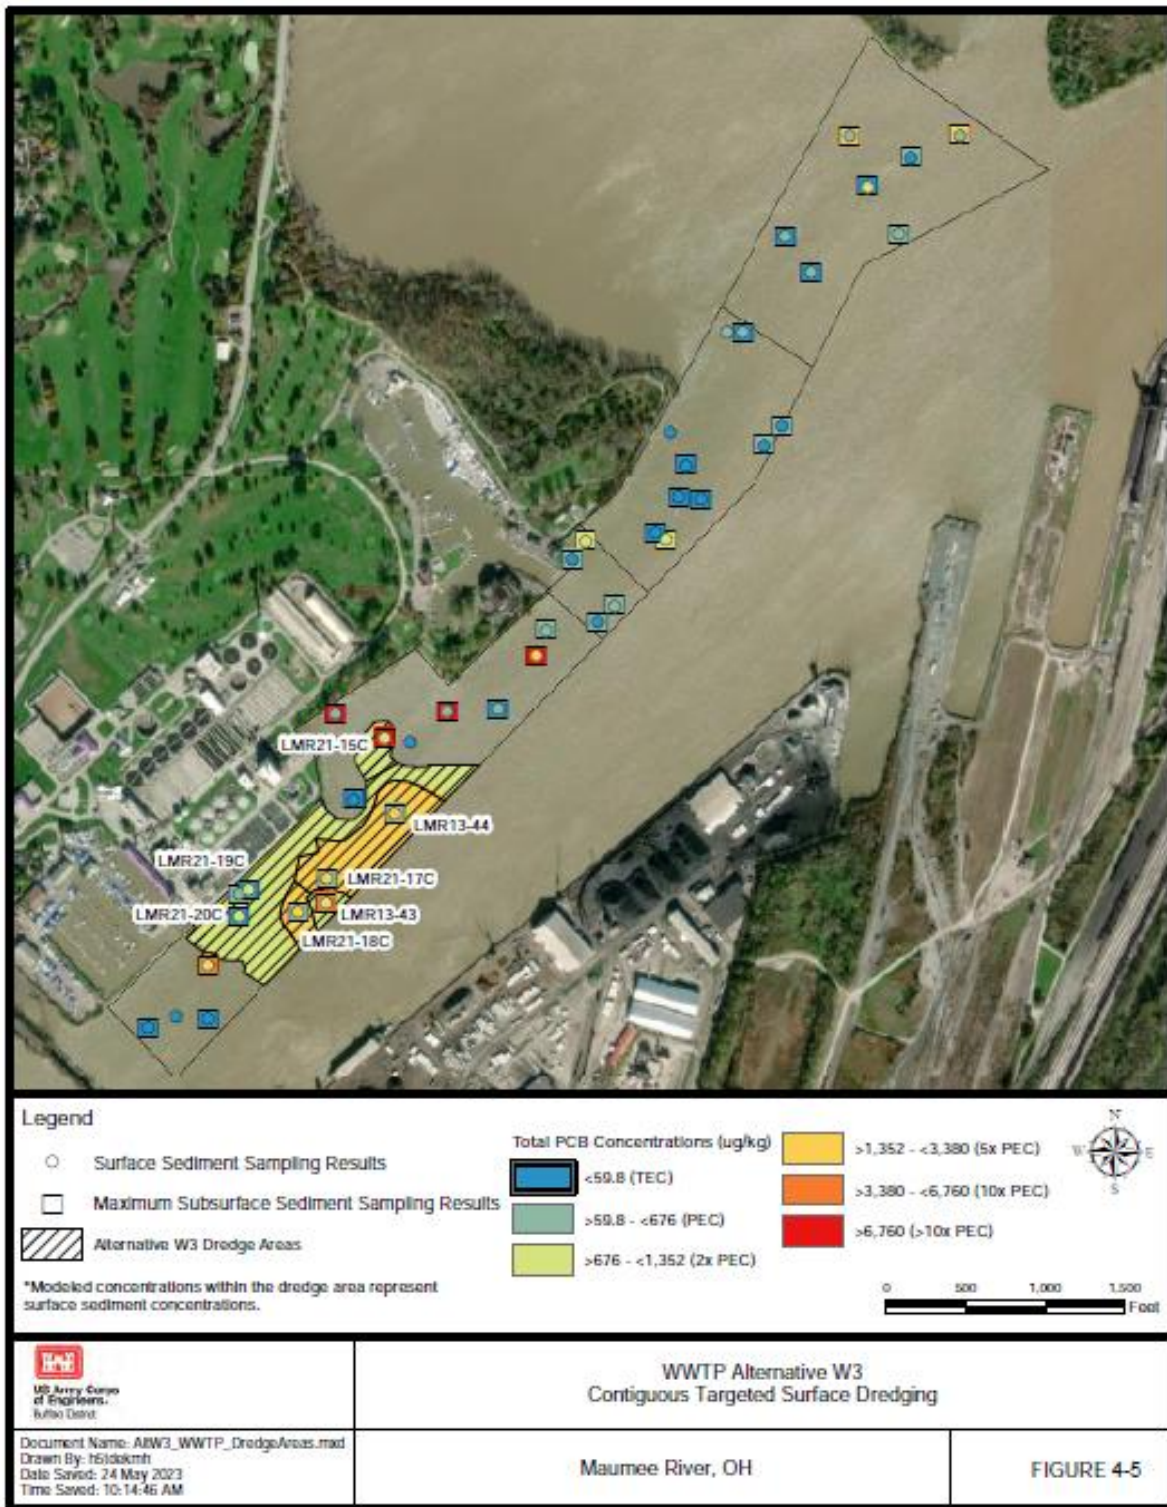 LMR21-15C
LMR13-44
LMR21-19C
LMR21-17C
LMR21-20C
LMR13-43
LMR21-18C
Legend
Surface Sediment Sampling Results
Maximum Subsurface Sediment Sampling Results
Alternative W3 Dredge Areas
*Modeled concentrations within the dredge area represent
surface sediment concentrations.
Total PCB Concentrations (ug/kg)
<59.8 (TEC)
>59.8 - <676 (PEC)
>676 - <1,352 (2x PEC)
>1,352 - <3,380 (5x PEC)
>3,380 - <6,760 (10x PEC)
>6,760 (>10x PEC)
N
W E
S
0 500 1,000 1,500
Feet
US Army Corps
of Engineers.
Buffalo District
WWTP Alternative W3
Contiguous Targeted Surface Dredging
Document Name: AltW3_WWTP_DredgeAreas.mxd
Drawn By:
Date Saved: 24 May 2023
Time Saved: 10:14:46 AM
Maumee River, OH
FIGURE 4-5